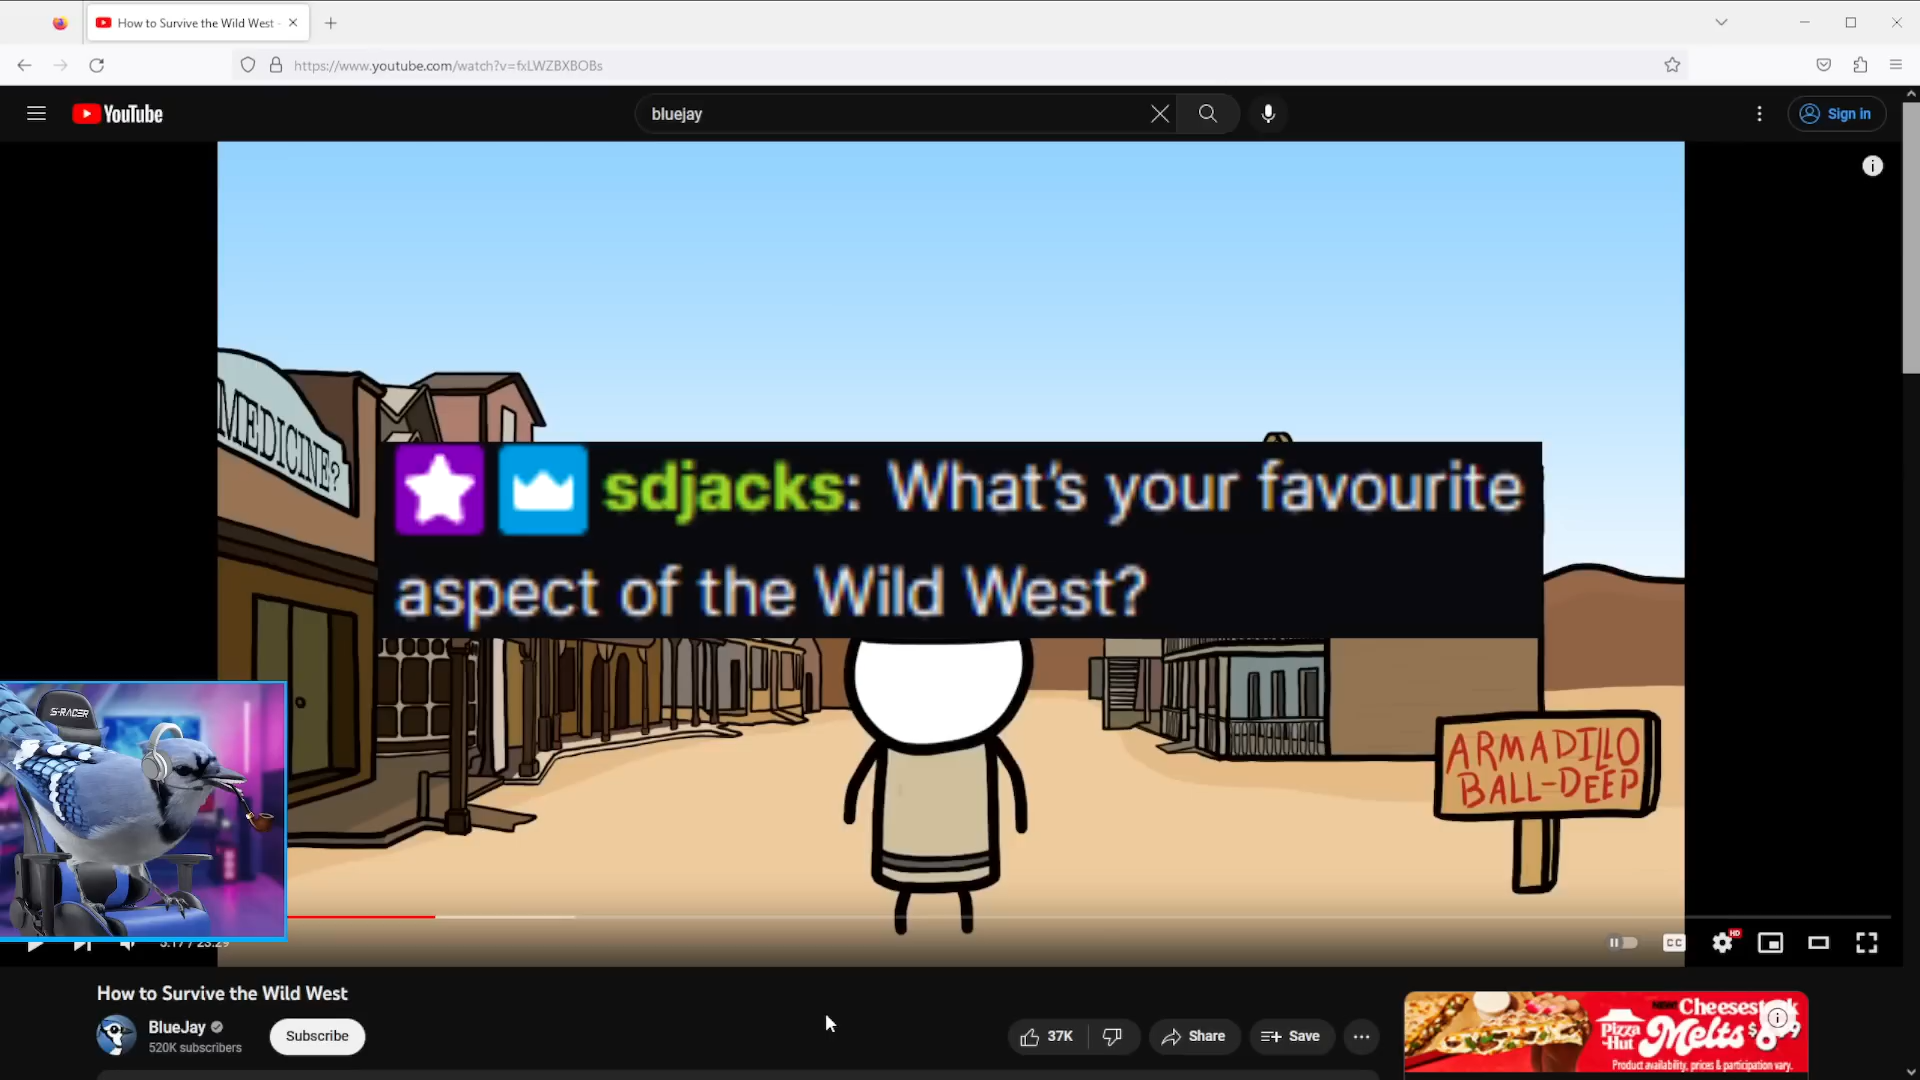 How to Survive the Wild West
https://www.youtube.com/watch?v=fxLWZBXBOBs
YouTube
bluejay
Sign in
MEDICINE?
sdjacks: What's your favourite
aspect of the Wild West?
S-RACER
ARMADILLO
BALL-DEEP
CC
HD
How to Survive the Wild West
BlueJay
520K subscribers
Subscribe
37K
Share
Save
Pizza
Hut
Melts
Product availability, prices & participation vary.